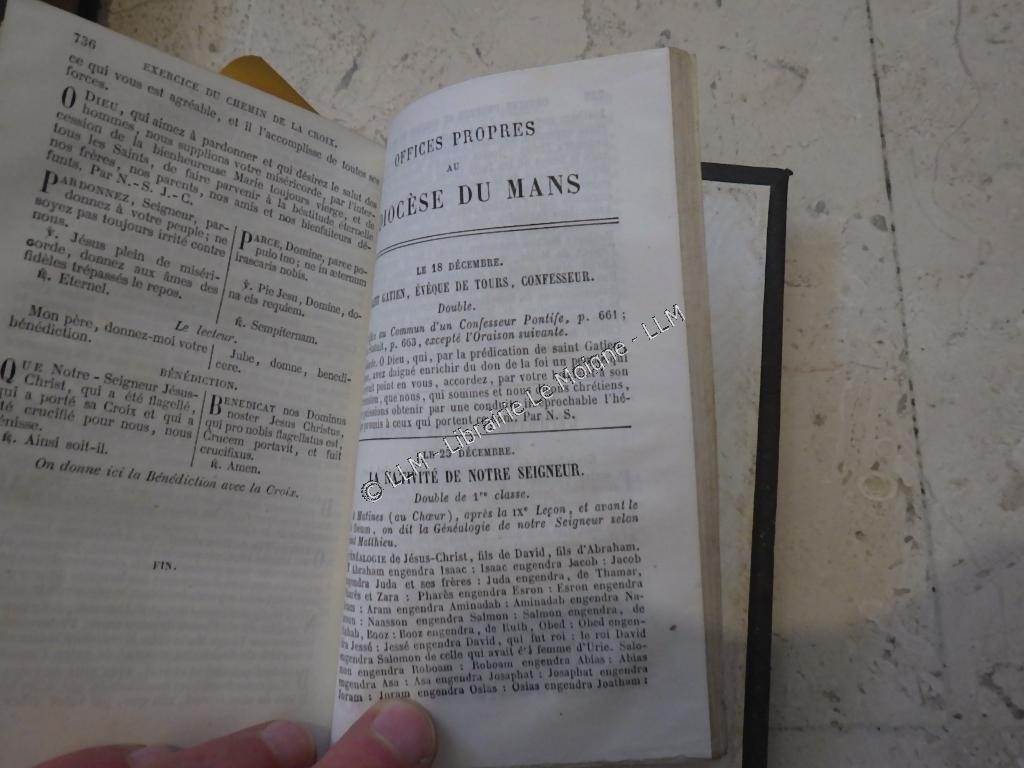 736
EXERCICE DU CHEMIN DE LA CROIX.
ce qui vous est agréable, et il l'accomplisse de toutes ses
forces.
O DIEU, qui aimez à pardonner et qui désirez le salut des
hommes, nous supplions votre miséricorde, par l'inter-
cession de la bienheureuse Marie toujours vierge, et de
tous les Saints, de faire parvenir à la béatitude éternelle
nos frères, nos parents, nos amis et nos bienfaiteurs dé-
funts. Par N.-S. J.-C.
PARDONNEZ, Seigneur, par-
donnez à votre peuple; ne
soyez pas toujours irrité contre
nous.
℣. Jésus plein de miséri-
corde, donnez aux âmes des
fidèles trépassés le repos.
℟. Eternel.
PARCE, Domine, parce po-
pulo tuo; ne in æternum
irascaris nobis.
℣. Pie Jesu, Domine, do-
na eis requiem.
℟. Sempiternam.
Le lecteur.
Mon père, donnez-moi votre
bénédiction.
Jube, domne, benedi-
cere.
BÉNÉDICTION.
QUE Notre-Seigneur Jésus-
Christ, qui a été flagellé,
qui a porté sa Croix et qui a
té crucifié pour nous, nous
énisse.
℟. Ainsi soit-il.
BENEDICAT nos Dominus
noster Jesus Christus,
qui pro nobis flagellatus est,
Crucem portavit, et fuit
crucifixus.
℟. Amen.
On donne ici la Bénédiction avec la Croix.
FIN.
OFFICES PROPRES
AU
IOCÈSE DU MANS
LE 18 DÉCEMBRE.
GATIEN, ÉVÊQUE DE TOURS, CONFESSEUR.
Double.
au Commun d'un Confesseur Pontife, p. 661;
p. 663, excepté l'Oraison suivante.
O Dieu, qui, par la prédication de saint Gatien,
avez daigné enrichir du don de la foi un
point en vous, accordez, par votre son
que nous, qui sommes et nous disons chrétiens,
puissions obtenir par une conduite irréprochable l'hé-
promis à ceux qui portent Par N. S.
LE 25 DÉCEMBRE.
LA NATIVITÉ DE NOTRE SEIGNEUR.
Double de 1re classe.
Matines (au Chœur), après la IXe Leçon, et avant le
on dit la Généalogie de notre Seigneur selon
Matthieu.
GÉNÉALOGIE de Jésus-Christ, fils de David, fils d'Abraham.
Abraham engendra Isaac : Isaac engendra Jacob : Jacob
engendra Juda et ses frères : Juda engendra, de Thamar,
Pharès et Zara : Pharès engendra Esron : Esron engendra
Aram : Aram engendra Aminadab : Aminadab engendra Na-
asson : Naasson engendra Salmon : Salmon engendra, de
Rahab, Booz : Booz engendra, de Ruth, Obed : Obed engen-
dra Jessé : Jessé engendra David, qui fut roi : le roi David
engendra Salomon de celle qui avait été femme d'Urie. Salo-
mon engendra Roboam : Roboam engendra Abias : Abias
engendra Asa : Asa engendra Josaphat : Josaphat engendra
Joram : Joram engendra Osias : Osias engendra Joatham :
© LLM - Librairie Le Moigne - LLM